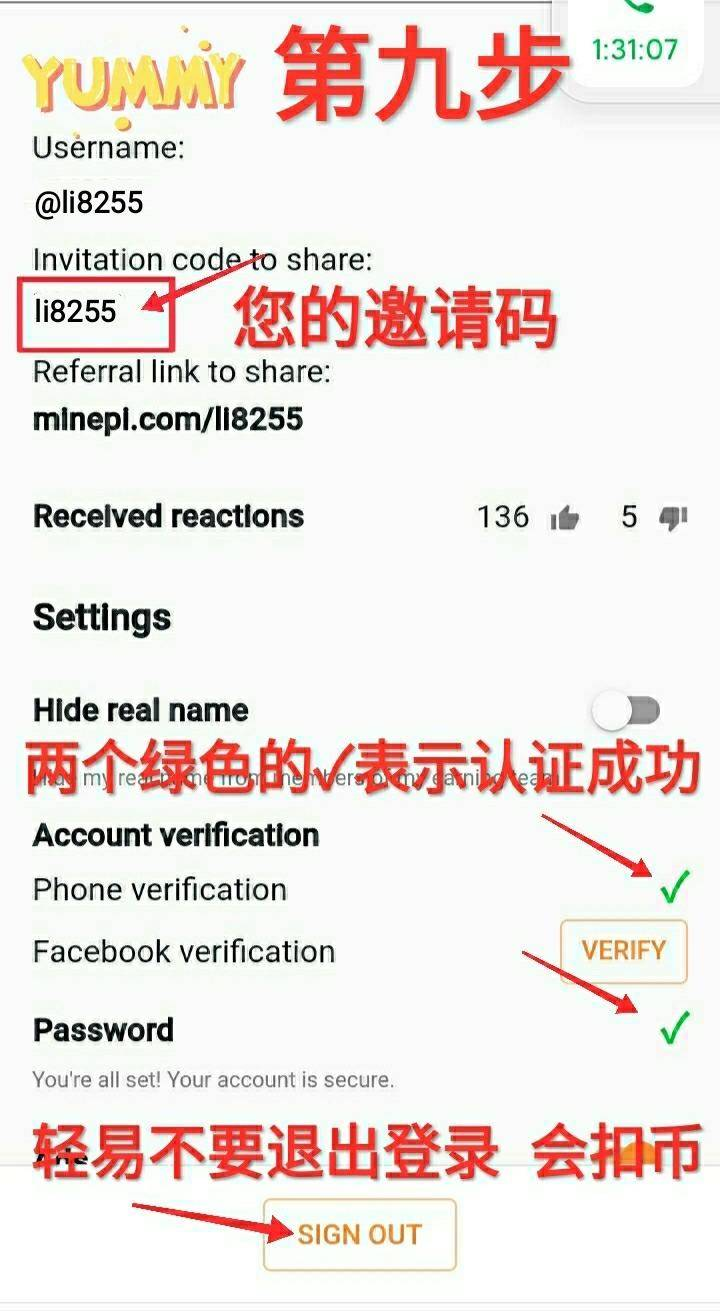 YUMMY 第九步
1:31:07
Username:
@li8255
Invitation code to share:
li8255
您的邀请码
Referral link to share:
minepi.com/li8255
Received reactions 136 5
Settings
Hide real name
两个绿色的✓表示认证成功
Hide my real name from members of my earning team
Account verification
Phone verification ✓
Facebook verification VERIFY
Password ✓
You're all set! Your account is secure.
轻易不要退出登录 会扣币
SIGN OUT